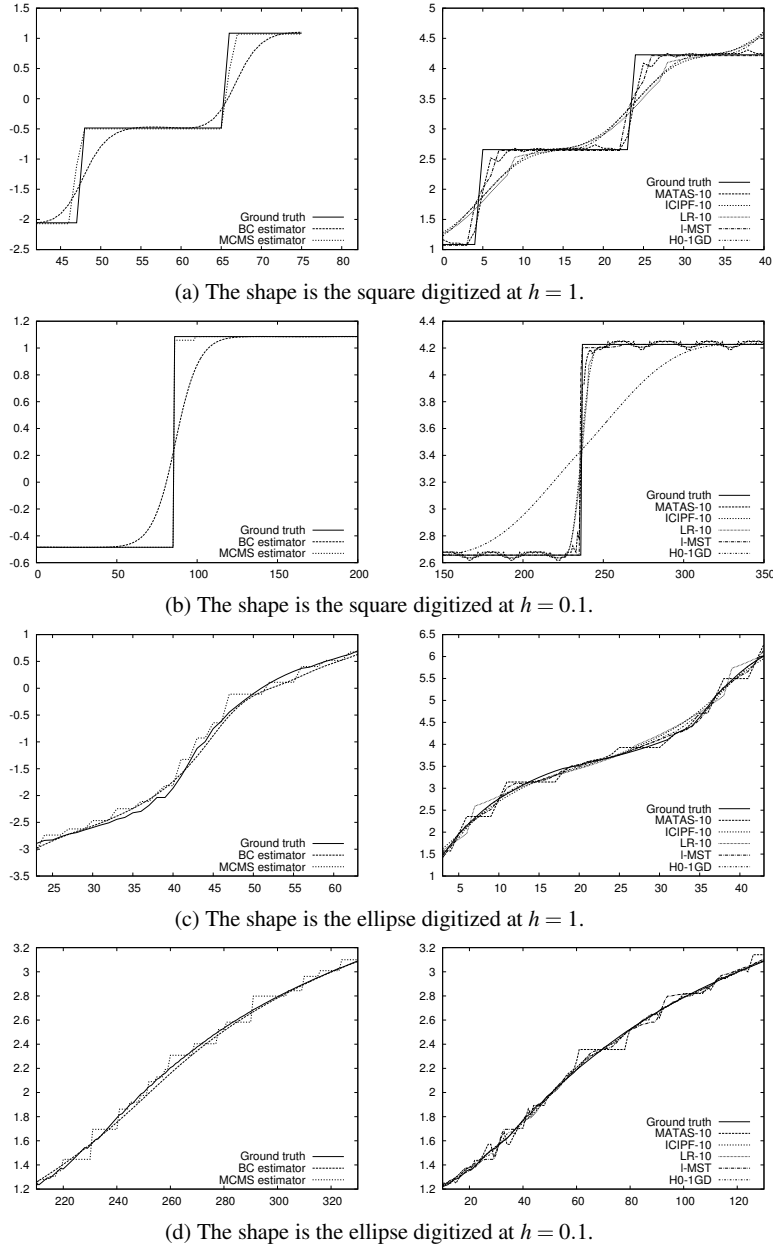 1.5
1
0.5
0
-0.5
-1
-1.5
-2
-2.5
Ground truth
BC estimator
MCMS estimator
45 50 55 60 65 70 75 80
5
4.5
4
3.5
3
2.5
2
1.5
1
Ground truth
MATAS-10
ICIPF-10
LR-10
I-MST
H0-1GD
0 5 10 15 20 25 30 35 40
(a) The shape is the square digitized at h = 1.
1.2
1
0.8
0.6
0.4
0.2
0
-0.2
-0.4
-0.6
Ground truth
BC estimator
MCMS estimator
0 50 100 150 200
4.4
4.2
4
3.8
3.6
3.4
3.2
3
2.8
2.6
Ground truth
MATAS-10
ICIPF-10
LR-10
I-MST
H0-1GD
150 200 250 300 350
(b) The shape is the square digitized at h = 0.1.
1
0.5
0
-0.5
-1
-1.5
-2
-2.5
-3
-3.5
Ground truth
BC estimator
MCMS estimator
25 30 35 40 45 50 55 60
6.5
6
5.5
5
4.5
4
3.5
3
2.5
2
1.5
1
Ground truth
MATAS-10
ICIPF-10
LR-10
I-MST
H0-1GD
5 10 15 20 25 30 35 40
(c) The shape is the ellipse digitized at h = 1.
3.2
3
2.8
2.6
2.4
2.2
2
1.8
1.6
1.4
1.2
Ground truth
BC estimator
MCMS estimator
220 240 260 280 300 320
3.2
3
2.8
2.6
2.4
2.2
2
1.8
1.6
1.4
1.2
Ground truth
MATAS-10
ICIPF-10
LR-10
I-MST
H0-1GD
20 40 60 80 100 120
(d) The shape is the ellipse digitized at h = 0.1.